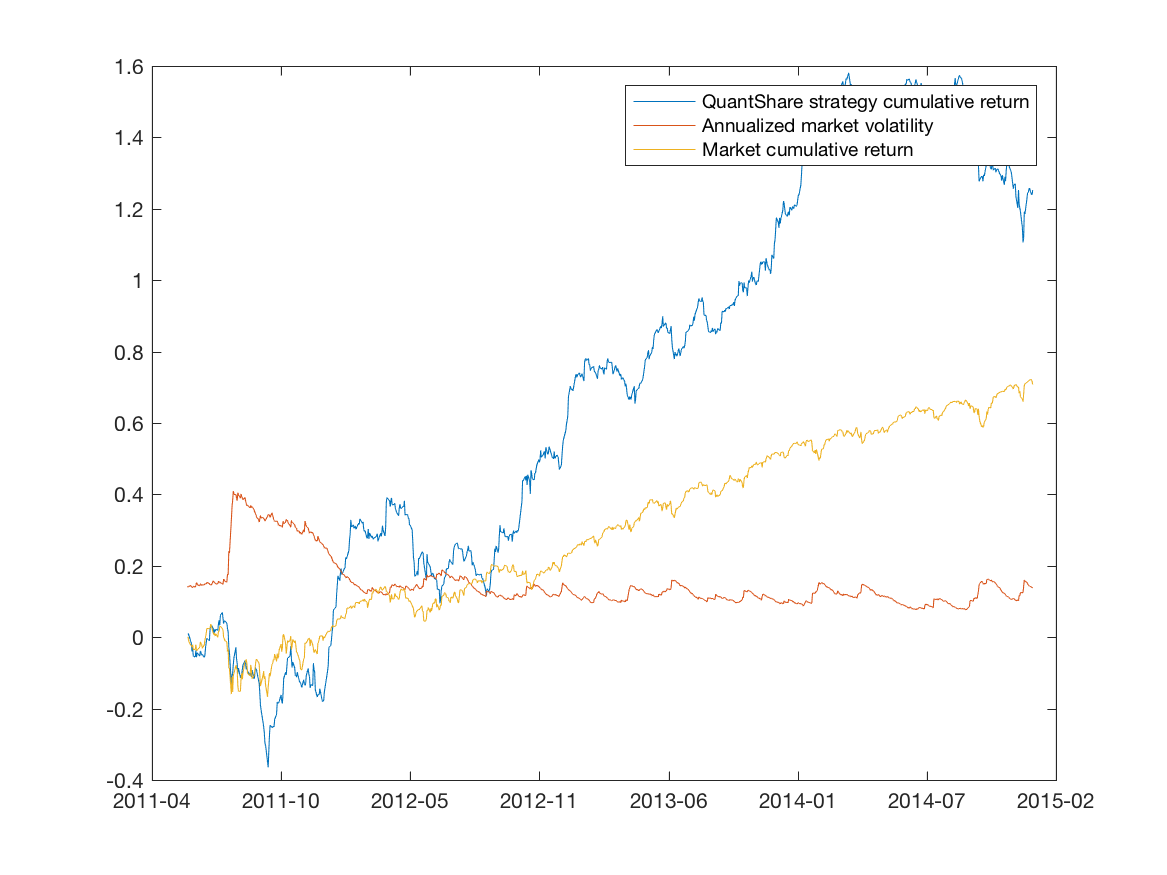 1.6
1.4
1.2
1
0.8
0.6
0.4
0.2
0
-0.2
-0.4
2011-04 2011-10 2012-05 2012-11 2013-06 2014-01 2014-07 2015-02
QuantShare strategy cumulative return
Annualized market volatility
Market cumulative return